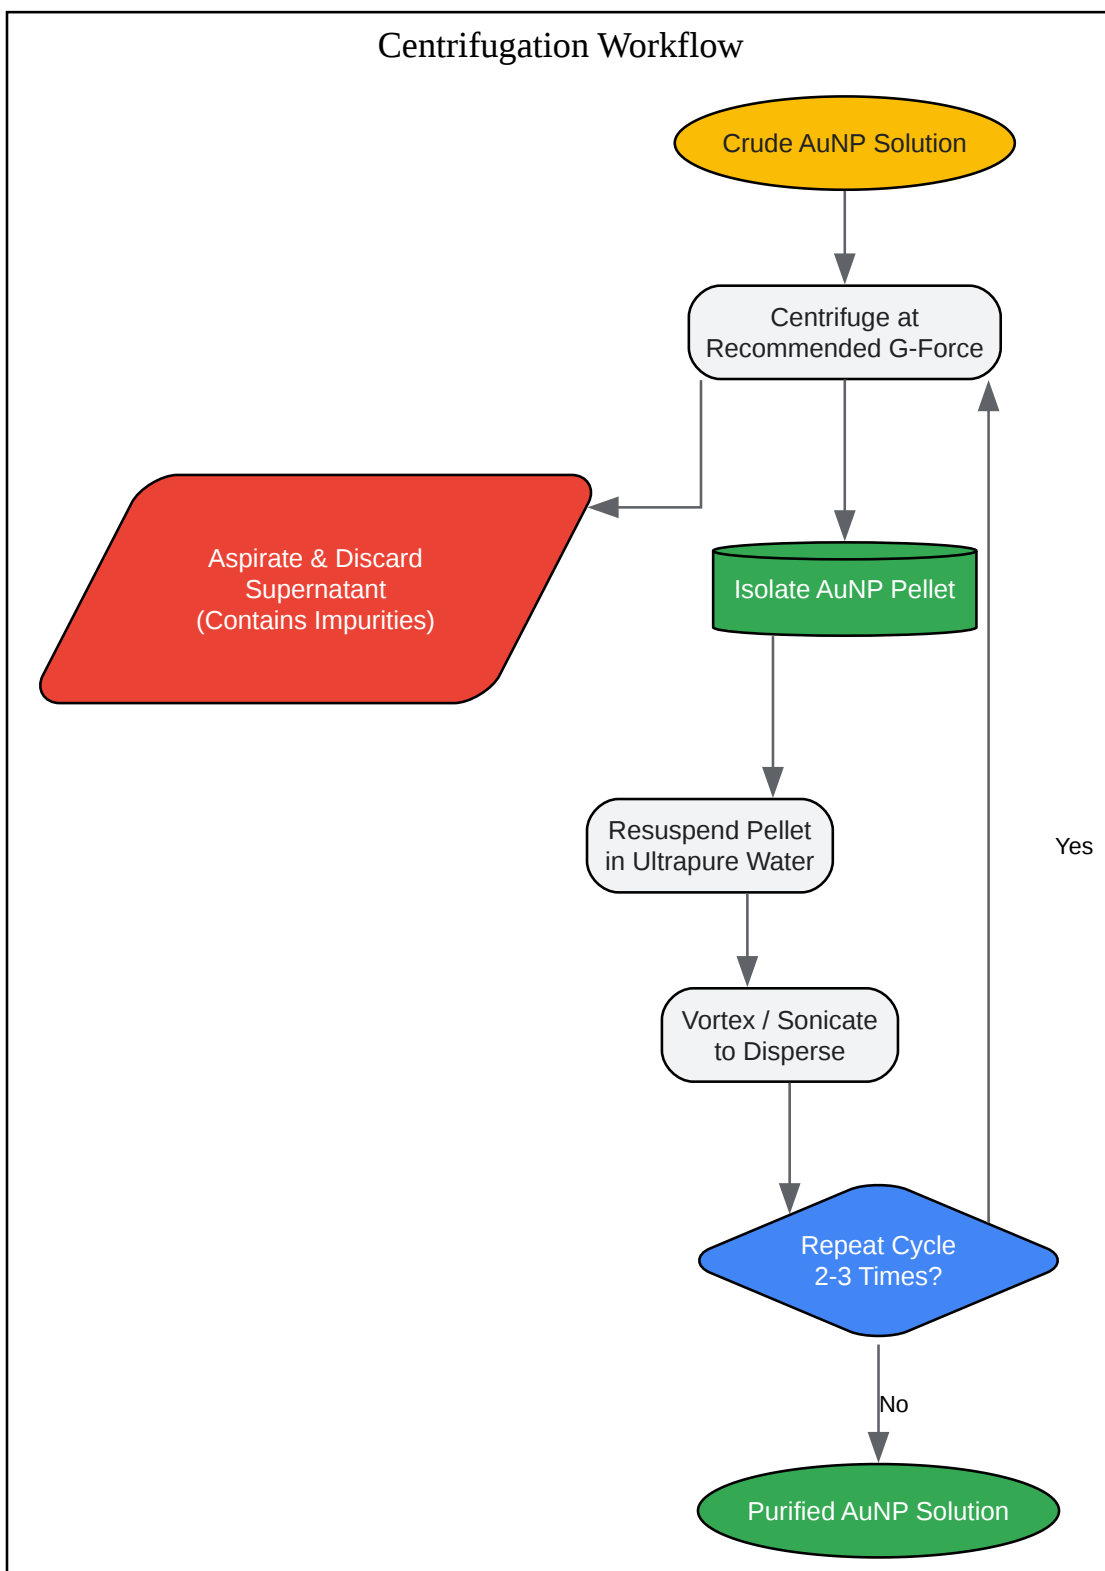 Centrifugation Workflow
Crude AuNP Solution
Centrifuge at
Recommended G-Force
Aspirate & Discard
Supernatant
(Contains Impurities)
Isolate AuNP Pellet
Resuspend Pellet
in Ultrapure Water
Yes
Vortex / Sonicate
to Disperse
Repeat Cycle
2-3 Times?
No
Purified AuNP Solution